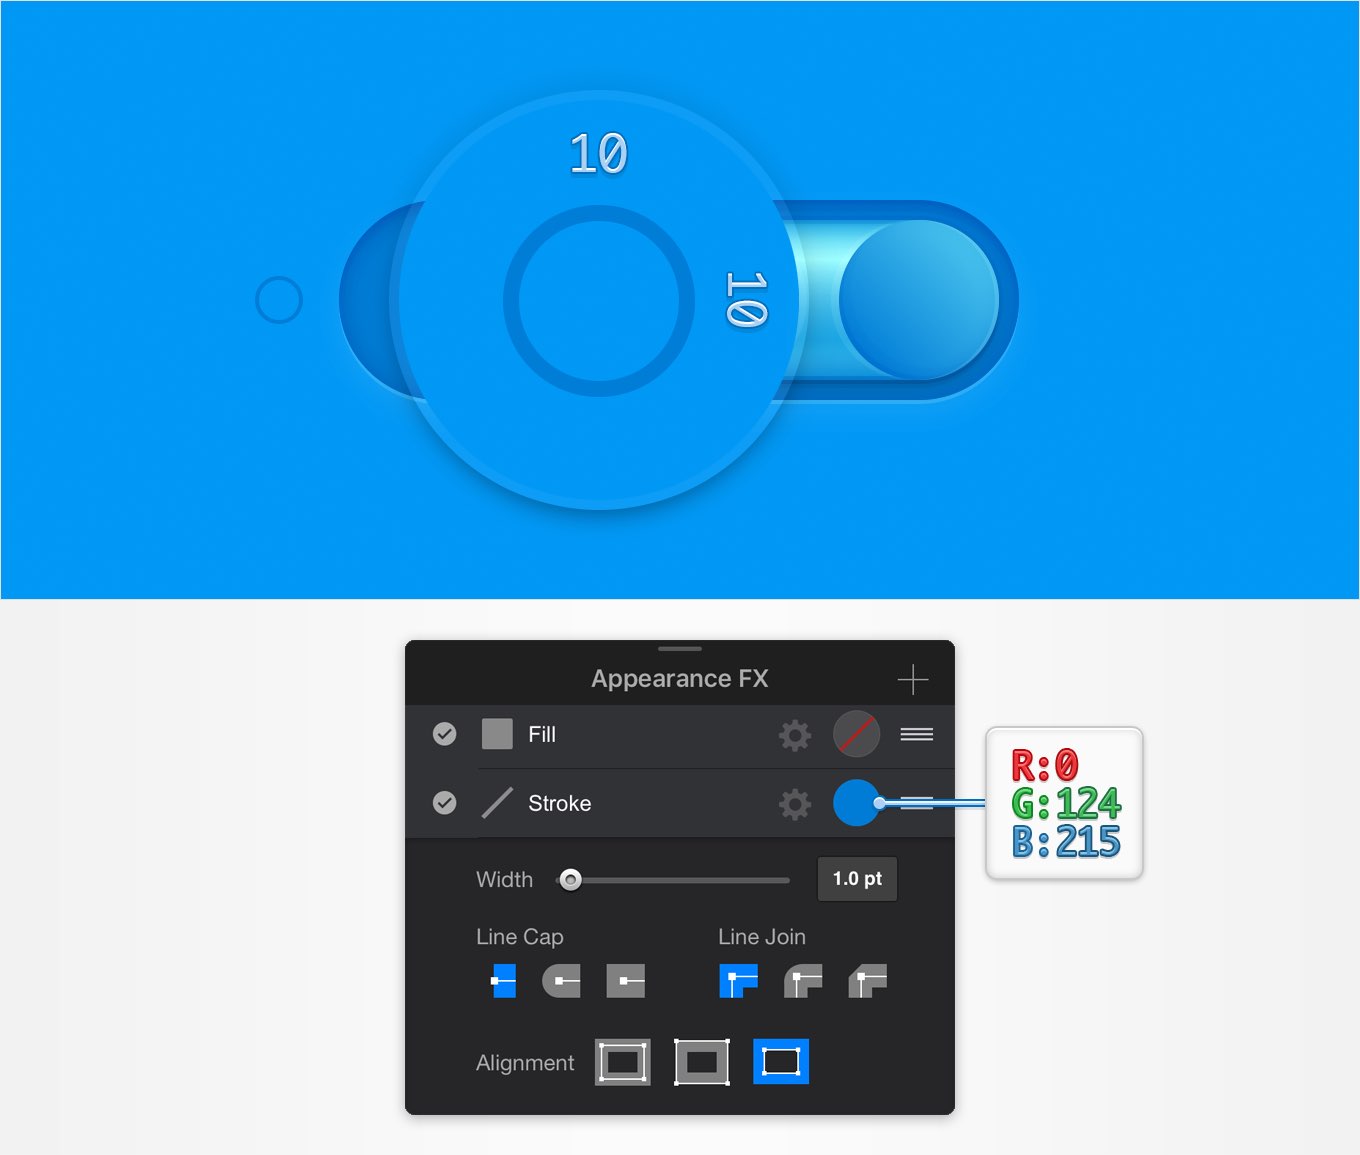 10
10
Appearance FX
Fill
Stroke
R:0
G:124
B:215
Width
1.0 pt
Line Cap
Line Join
Alignment